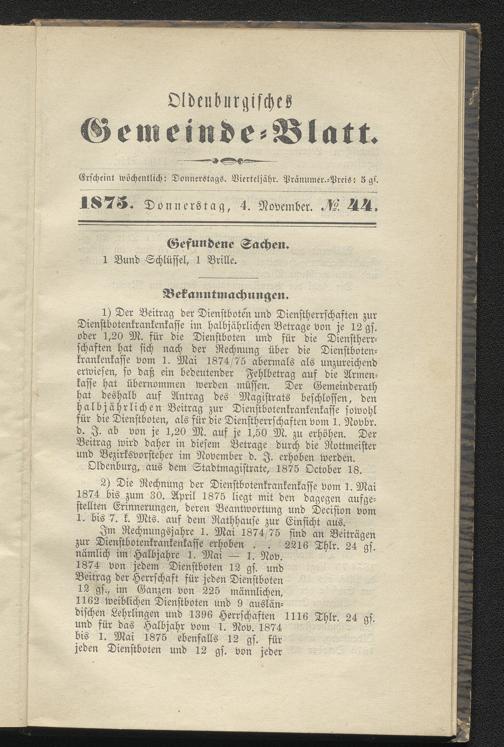 Oldenburgisches
Gemeinde-Blatt.
Erscheint wöchentlich: Donnerstags. Vierteljähr. Pränumer.-Preis: 5 gſ.
1875. Donnerstag, 4. November. № 44.
Gefundene Sachen.
1 Bund Schlüssel, 1 Brille.
Bekanntmachungen.
1) Der Beitrag der Dienstboten und Dienstherrschaften zur
Dienstbotenkrankenkasse im halbjährlichen Betrage von je 12 gs.
oder 1,20 M. für die Dienstboten und für die Dienstherr-
schaften hat sich nach der Rechnung über die Dienstboten-
krankenkasse vom 1. Mai 1874/75 abermals als unzureichend
erwiesen, so daß ein bedeutender Fehlbetrag auf die Armen-
kasse hat übernommen werden müssen. Der Gemeinderath
hat deshalb auf Antrag des Magistrats beschlossen, den
halbjährlichen Beitrag zur Dienstbotenkrankenkasse sowohl
für die Dienstboten, als für die Dienstherrschaften vom 1. Novbr.
d. J. ab von je 1,20 M. auf je 1,50 M. zu erhöhen. Der
Beitrag wird daher in diesem Betrage durch die Rottmeister
und Bezirksvorsteher im November d. J. erhoben werden.
Oldenburg, aus dem Stadtmagistrate, 1875 October 18.
2) Die Rechnung der Dienstbotenkrankenkasse vom 1. Mai
1874 bis zum 30. April 1875 liegt mit den dagegen aufge-
stellten Erinnerungen, deren Beantwortung und Decision vom
1. bis 7. k. Mts. auf dem Rathhause zur Einsicht aus.
Im Rechnungsjahre 1. Mai 1874/75 sind an Beiträgen
zur Dienstbotenkrankenkasse erhoben . . 2216 Thlr. 24 gs.
nämlich im Halbjahre 1. Mai — 1. Nov.
1874 von jedem Dienstboten 12 gs. und
Beitrag der Herrschaft für jeden Dienstboten
12 gs., im Ganzen von 225 männlichen,
1162 weiblichen Dienstboten und 9 auslän-
dischen Lehrlingen und 1396 Herrschaften 1116 Thlr. 24 gs.
und für das Halbjahr vom 1. Nov. 1874
bis 1. Mai 1875 ebenfalls 12 gs. für
jeden Dienstboten und 12 gs. von jeder